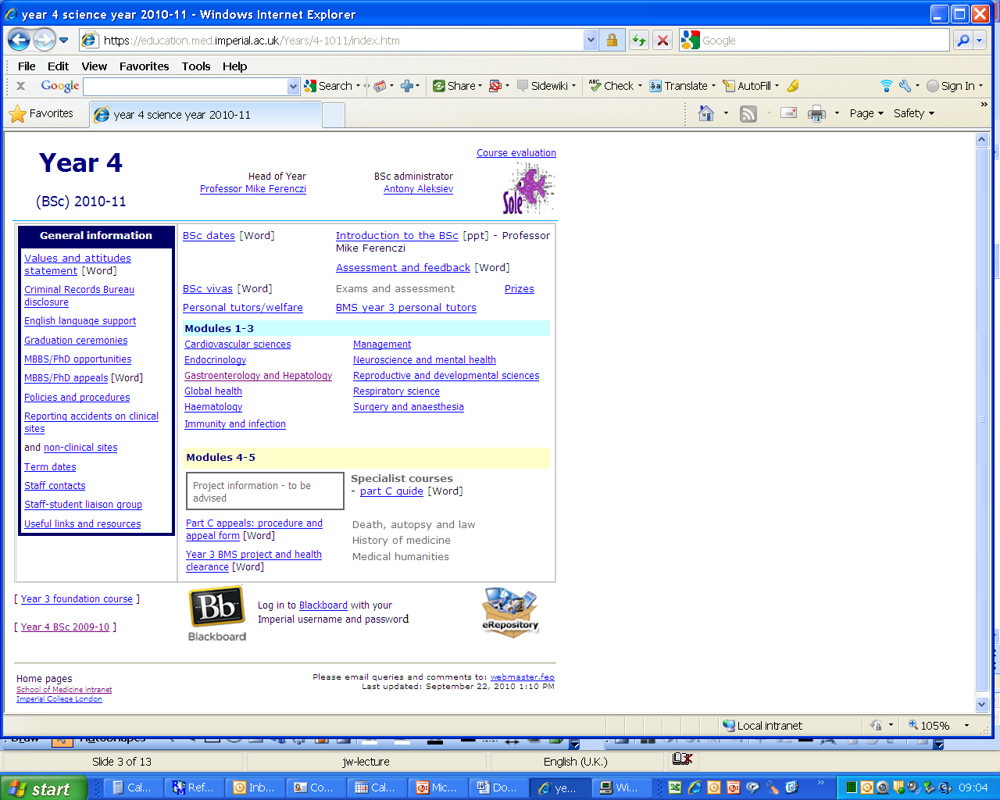 year 4 science year 2010-11 - Windows Internet Explorer
https://education.med.imperial.ac.uk/Years/4-1011/index.htm
Google
File Edit View Favorites Tools Help
x Google Search Share Sidewiki Check Translate AutoFill Sign In
Favorites year 4 science year 2010-11 Page Safety
Course evaluation
Year 4
(BSc) 2010-11
Head of Year
Professor Mike Ferenczi
BSc administrator
Antony Aleksiev
Sole
General information
Values and attitudes
statement [Word]
Criminal Records Bureau
disclosure
English language support
Graduation ceremonies
MBBS/PhD opportunities
MBBS/PhD appeals [Word]
Policies and procedures
Reporting accidents on clinical
sites
and non-clinical sites
Term dates
Staff contacts
Staff-student liaison group
Useful links and resources
BSc dates [Word]
Introduction to the BSc [ppt] - Professor
Mike Ferenczi
Assessment and feedback [Word]
BSc vivas [Word]
Exams and assessment
Prizes
Personal tutors/welfare
BMS year 3 personal tutors
Modules 1-3
Cardiovascular sciences
Endocrinology
Gastroenterology and Hepatology
Global health
Haematology
Immunity and infection
Management
Neuroscience and mental health
Reproductive and developmental sciences
Respiratory science
Surgery and anaesthesia
Modules 4-5
Project information - to be
advised
Part C appeals: procedure and
appeal form [Word]
Year 3 BMS project and health
clearance [Word]
Specialist courses
- part C guide [Word]
Death, autopsy and law
History of medicine
Medical humanities
[ Year 3 foundation course ]
[ Year 4 BSc 2009-10 ]
Bb
Blackboard
Log in to Blackboard with your
Imperial username and password
eRepository
Home pages
School of Medicine intranet
Imperial College London
Please email queries and comments to: webmaster.feo
Last updated: September 22, 2010 1:10 PM
Local intranet 105%
Draw AutoShapes
Slide 3 of 13 jw-lecture English (U.K.)
start Cal... Ref... Inb... Co... Cal... Mic... Do... ye... Wi... 09:04